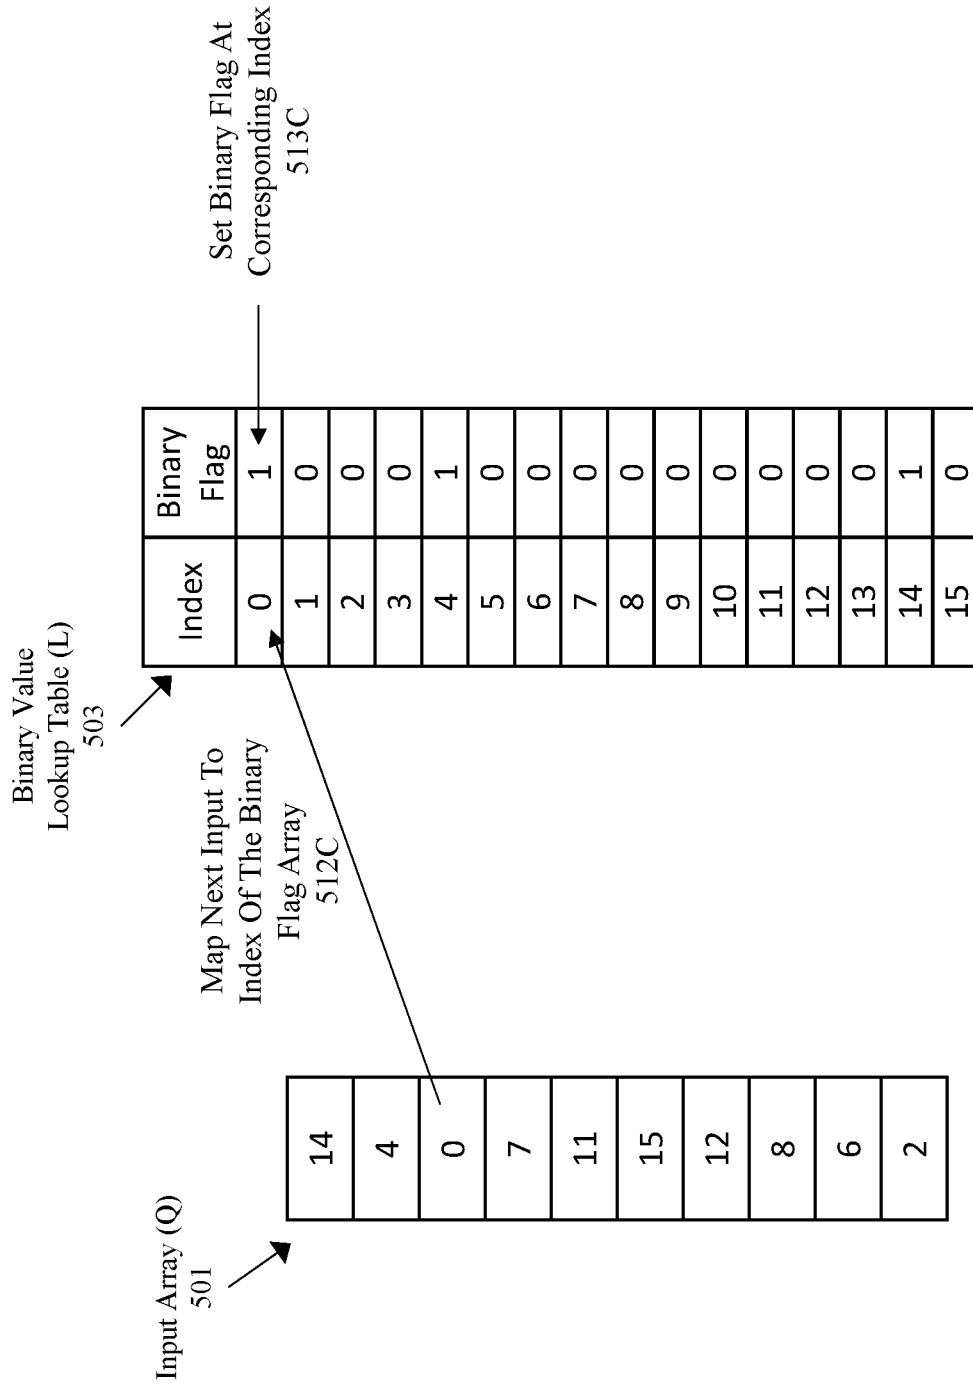 Input Array (Q)
501
14
4
0
7
11
15
12
8
6
2
Map Next Input To
Index Of The Binary
Flag Array
512C
Binary Value
Lookup Table (L)
503
Index Binary Flag
0 1
1 0
2 0
3 0
4 1
5 0
6 0
7 0
8 0
9 0
10 0
11 0
12 0
13 0
14 1
15 0
Set Binary Flag At
Corresponding Index
513C